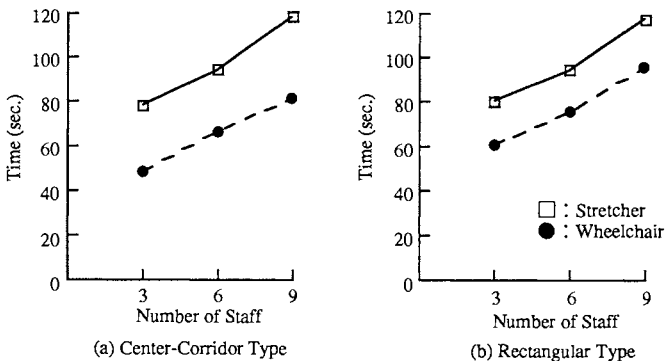 120
100
80
60
40
20
0
Time (sec.)
3 6 9
Number of Staff
(a) Center-Corridor Type
120
100
80
60
40
20
0
Time (sec.)
: Stretcher
: Wheelchair
3 6 9
Number of Staff
(b) Rectangular Type